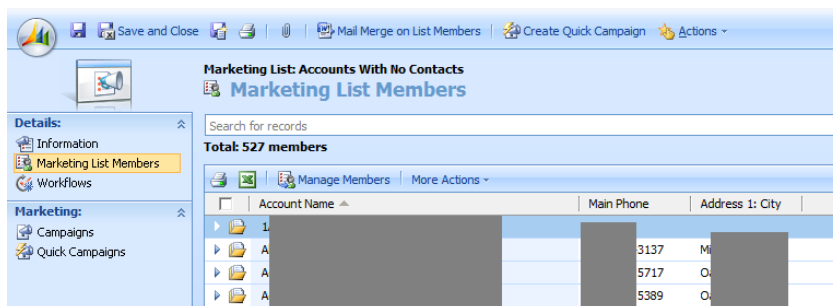 Save and Close Mail Merge on List Members Create Quick Campaign Actions
Marketing List: Accounts With No Contacts
Marketing List Members
Details:
Information
Marketing List Members
Workflows
Marketing:
Campaigns
Quick Campaigns
Search for records
Total: 527 members
Manage Members More Actions
Account Name Main Phone Address 1: City
3137
5717
5389